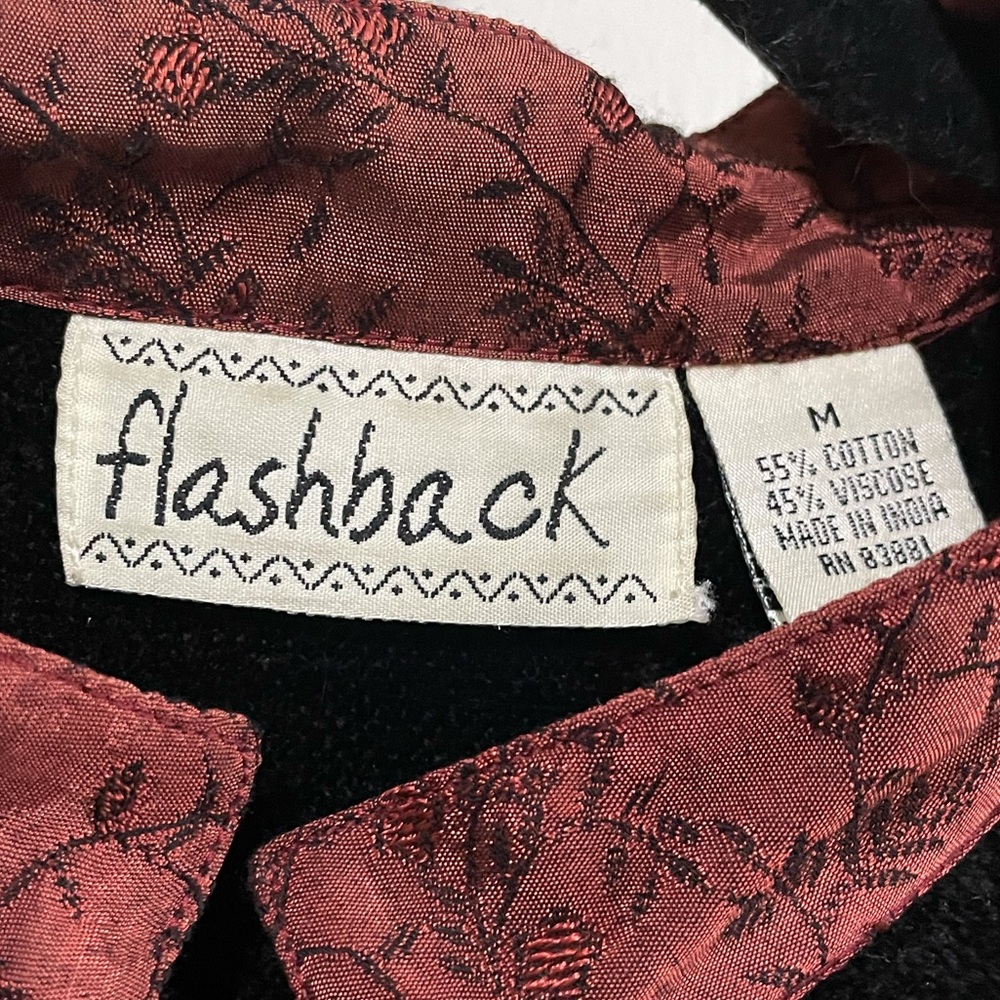 flashback
M
55% COTTON
45% VISCOSE
MADE IN INDIA
RN 83881